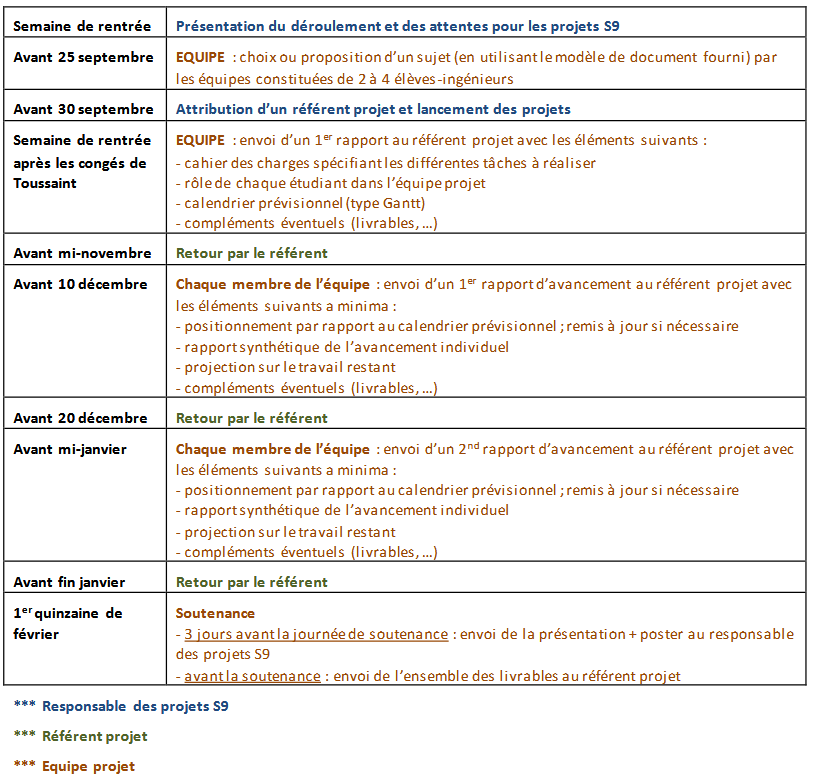 Semaine de rentrée
Présentation du déroulement et des attentes pour les projets S9
Avant 25 septembre
EQUIPE : choix ou proposition d'un sujet (en utilisant le modèle de document fourni) par
les équipes constituées de 2 à 4 élèves-ingénieurs
Avant 30 septembre
Attribution d'un référent projet et lancement des projets
Semaine de rentrée
après les congés de
Toussaint
EQUIPE : envoi d'un 1er rapport au référent projet avec les éléments suivants :
- cahier des charges spécifiant les différentes tâches à réaliser
- rôle de chaque étudiant dans l'équipe projet
- calendrier prévisionnel (type Gantt)
- compléments éventuels (livrables, ...)
Avant mi-novembre
Retour par le référent
Avant 10 décembre
Chaque membre de l'équipe : envoi d'un 1er rapport d'avancement au référent projet avec
les éléments suivants a minima :
- positionnement par rapport au calendrier prévisionnel ; remis à jour si nécessaire
- rapport synthétique de l'avancement individuel
- projection sur le travail restant
- compléments éventuels (livrables, ...)
Avant 20 décembre
Retour par le référent
Avant mi-janvier
Chaque membre de l'équipe : envoi d'un 2nd rapport d'avancement au référent projet avec
les éléments suivants a minima :
- positionnement par rapport au calendrier prévisionnel ; remis à jour si nécessaire
- rapport synthétique de l'avancement individuel
- projection sur le travail restant
- compléments éventuels (livrables, ...)
Avant fin janvier
Retour par le référent
1er quinzaine de
février
Soutenance
- 3 jours avant la journée de soutenance : envoi de la présentation + poster au responsable
des projets S9
- avant la soutenance : envoi de l'ensemble des livrables au référent projet
*** Responsable des projets S9
*** Référent projet
*** Equipe projet